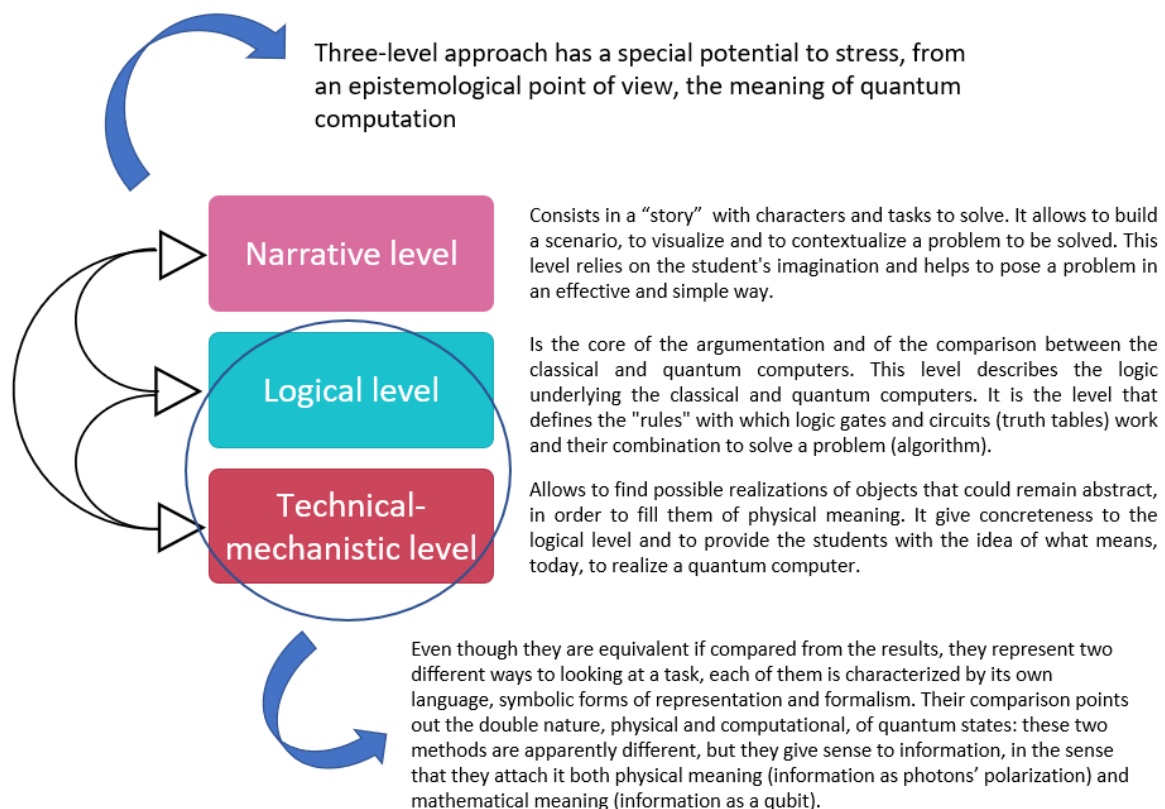 Three-level approach has a special potential to stress, from
an epistemological point of view, the meaning of quantum
computation
Narrative level
Consists in a “story” with characters and tasks to solve. It allows to build
a scenario, to visualize and to contextualize a problem to be solved. This
level relies on the student's imagination and helps to pose a problem in
an effective and simple way.
Logical level
Is the core of the argumentation and of the comparison between the
classical and quantum computers. This level describes the logic
underlying the classical and quantum computers. It is the level that
defines the "rules" with which logic gates and circuits (truth tables) work
and their combination to solve a problem (algorithm).
Technical-
mechanistic level
Allows to find possible realizations of objects that could remain abstract,
in order to fill them of physical meaning. It give concreteness to the
logical level and to provide the students with the idea of what means,
today, to realize a quantum computer.
Even though they are equivalent if compared from the results, they represent two
different ways to looking at a task, each of them is characterized by its own
language, symbolic forms of representation and formalism. Their comparison points
out the double nature, physical and computational, of quantum states: these two
methods are apparently different, but they give sense to information, in the sense
that they attach it both physical meaning (information as photons’ polarization) and
mathematical meaning (information as a qubit).